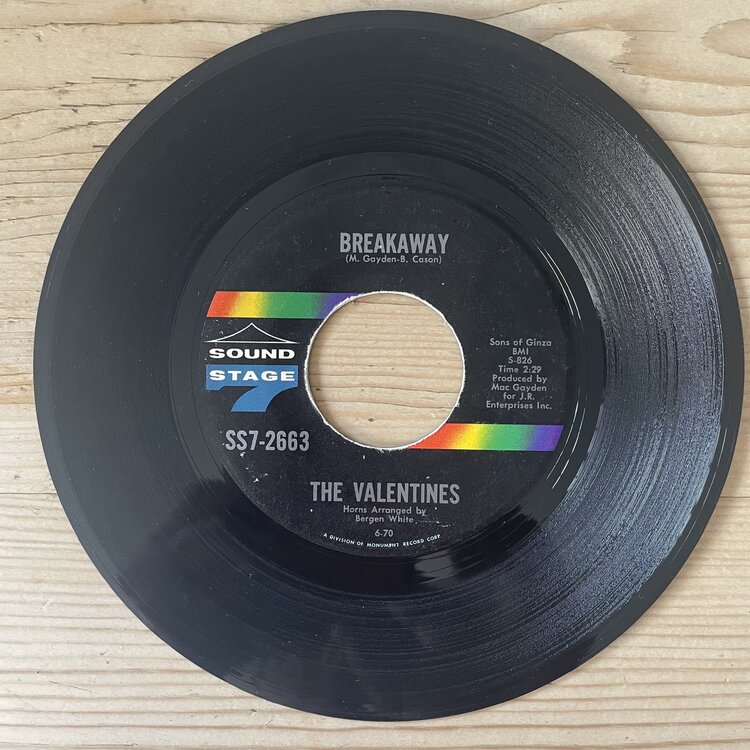 BREAKAWAY
(M. Gayden-B. Cason)
SOUND
STAGE
7
SS7-2663
Sons of Ginza
BMI
S-826
Time 2:29
Produced by
Mac Gayden
for J.R.
Enterprises Inc.
THE VALENTINES
Horns Arranged by
Bergen White
6-70
A DIVISION OF MONUMENT RECORD CORP.